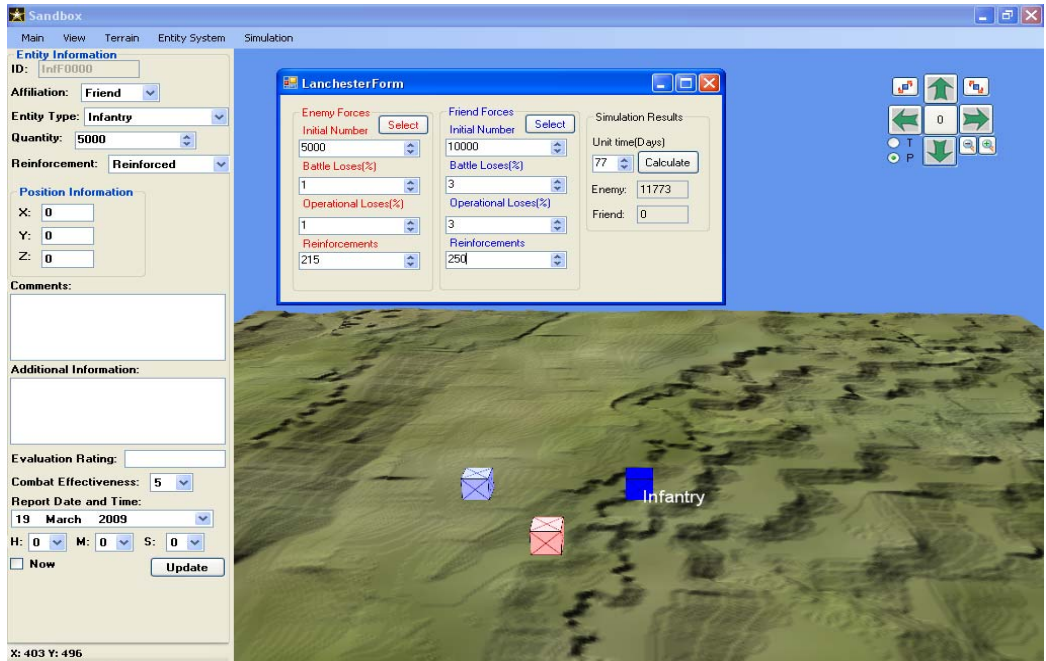 Sandbox
Main View Terrain Entity System Simulation
Entity Information
ID: InfF0000
Affiliation: Friend
Entity Type: Infantry
Quantity: 5000
Reinforcement: Reinforced
Position Information
X: 0
Y: 0
Z: 0
Comments:
Additional Information:
Evaluation Rating:
Combat Effectiveness: 5
Report Date and Time:
19 March 2009
H: 0 M: 0 S: 0
Now Update
X: 403 Y: 496
LanchesterForm
Enemy Forces
Initial Number Select
5000
Battle Loses(%)
1
Operational Loses(%)
1
Reinforcements
215
Friend Forces
Initial Number Select
10000
Battle Loses(%)
3
Operational Loses(%)
3
Reinforcements
250
Simulation Results
Unit time(Days)
77 Calculate
Enemy: 11773
Friend: 0
0
T
P
Infantry